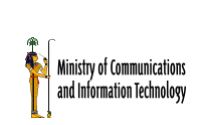 Ministry of Communications
and Information Technology